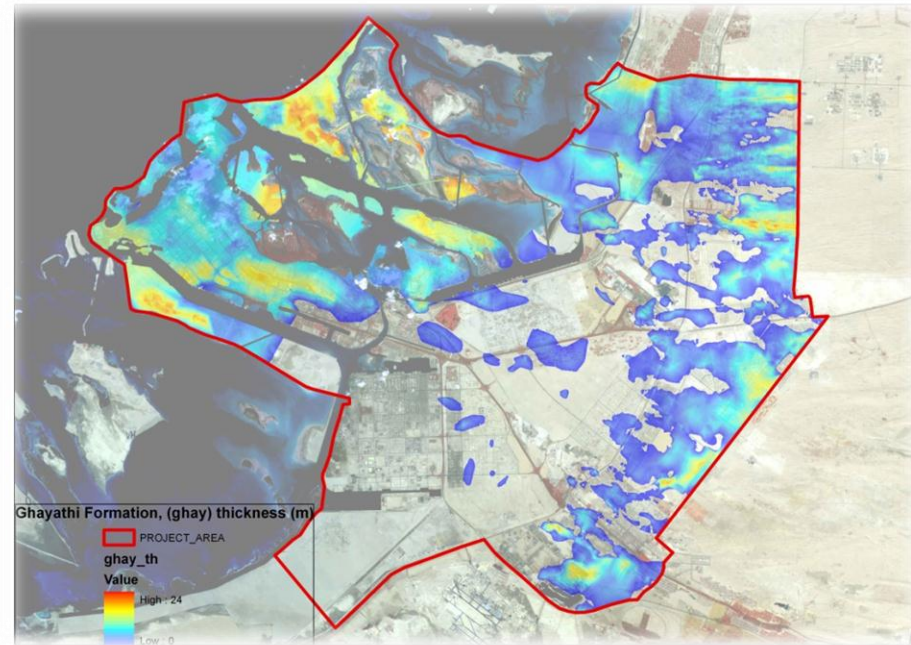 Ghayathi Formation, (ghay) thickness (m)
PROJECT_AREA
ghay_th
Value
High : 24
Low : 0